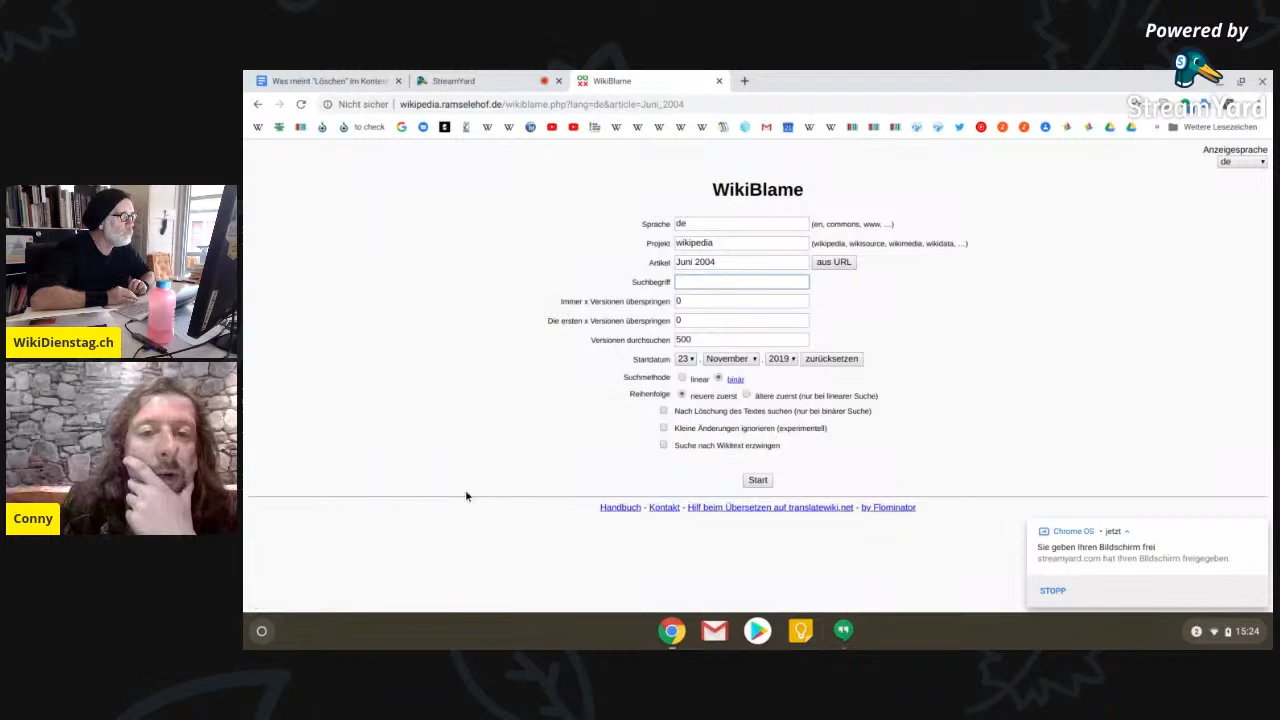 Powered by
StreamYard
Was meint "Löschen" im Kontex
StreamYard
WikiBlame
Nicht sicher | wikipedia.ramselehof.de/wikiblame.php?lang=de&article=Juni_2004
to check
Weitere Lesezeichen
Anzeigesprache
de
WikiBlame
Sprache de (en, commons, www, …)
Projekt wikipedia (wikipedia, wikisource, wikimedia, wikidata, …)
Artikel Juni 2004 aus URL
Suchbegriff
Immer x Versionen überspringen 0
Die ersten x Versionen überspringen 0
Versionen durchsuchen 500
Startdatum 23 . November . 2019 zurücksetzen
Suchmethode linear binär
Reihenfolge neuere zuerst ältere zuerst (nur bei linearer Suche)
Nach Löschung des Textes suchen (nur bei binärer Suche)
Kleine Änderungen ignorieren (experimentell)
Suche nach Wikitext erzwingen
Start
Handbuch - Kontakt - Hilf beim Übersetzen auf translatewiki.net - by Flominator
WikiDienstag.ch
Conny
Chrome OS • jetzt
Sie geben Ihren Bildschirm frei
streamyard.com hat Ihren Bildschirm freigegeben.
STOPP
2 15:24